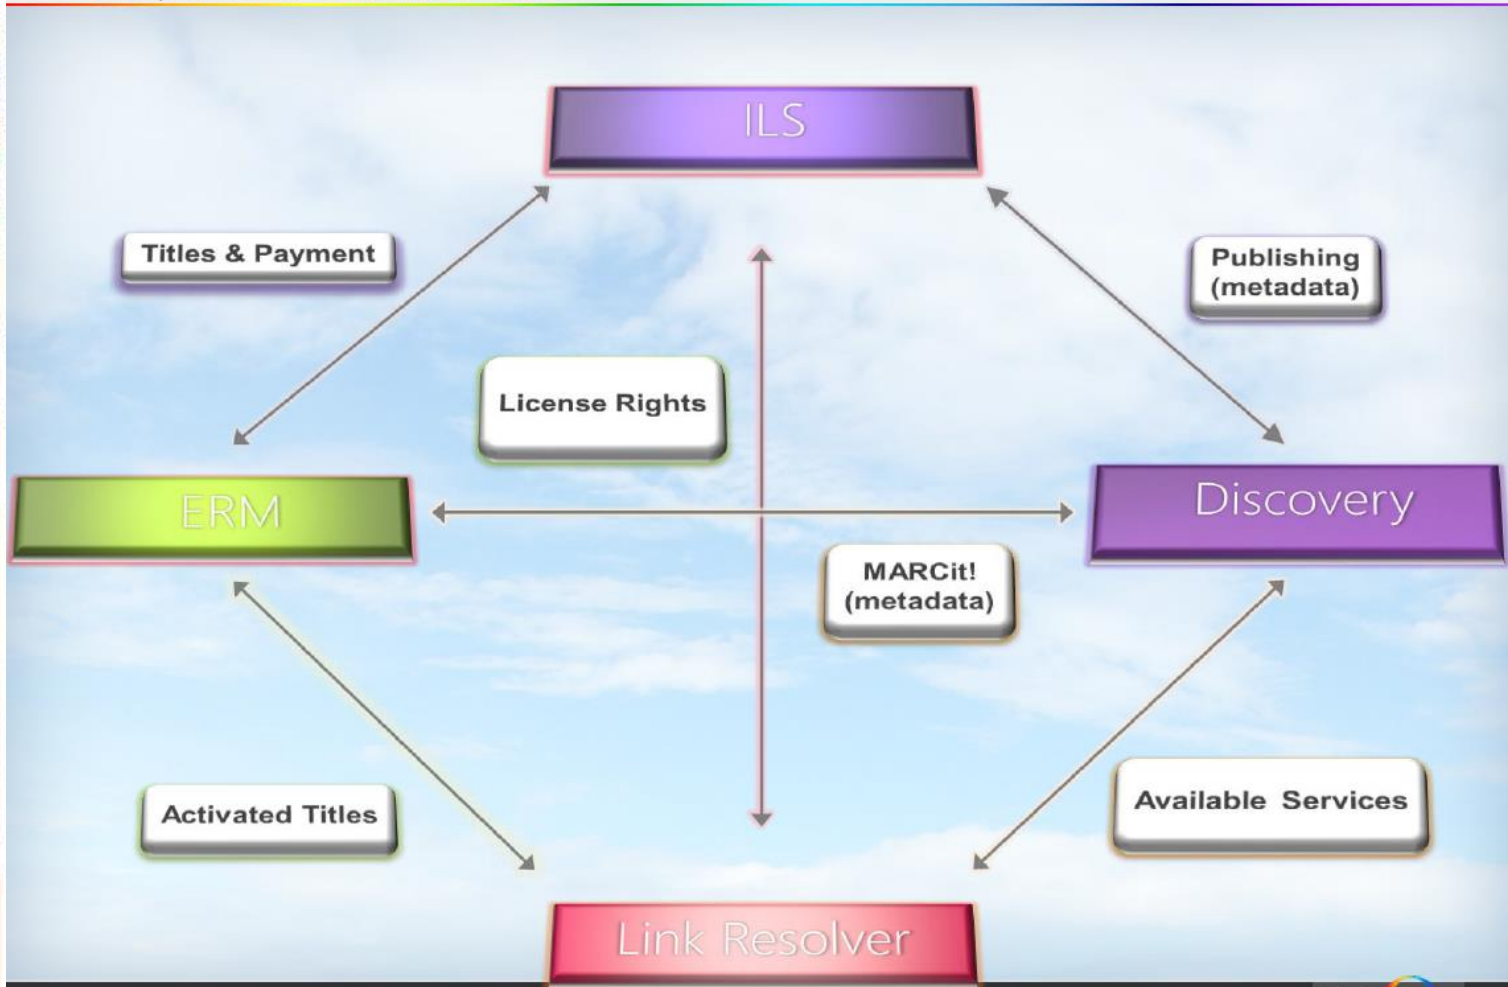 ILS
Titles & Payment
Publishing
(metadata)
License Rights
ERM
Discovery
MARCit!
(metadata)
Activated Titles
Available Services
Link Resolver